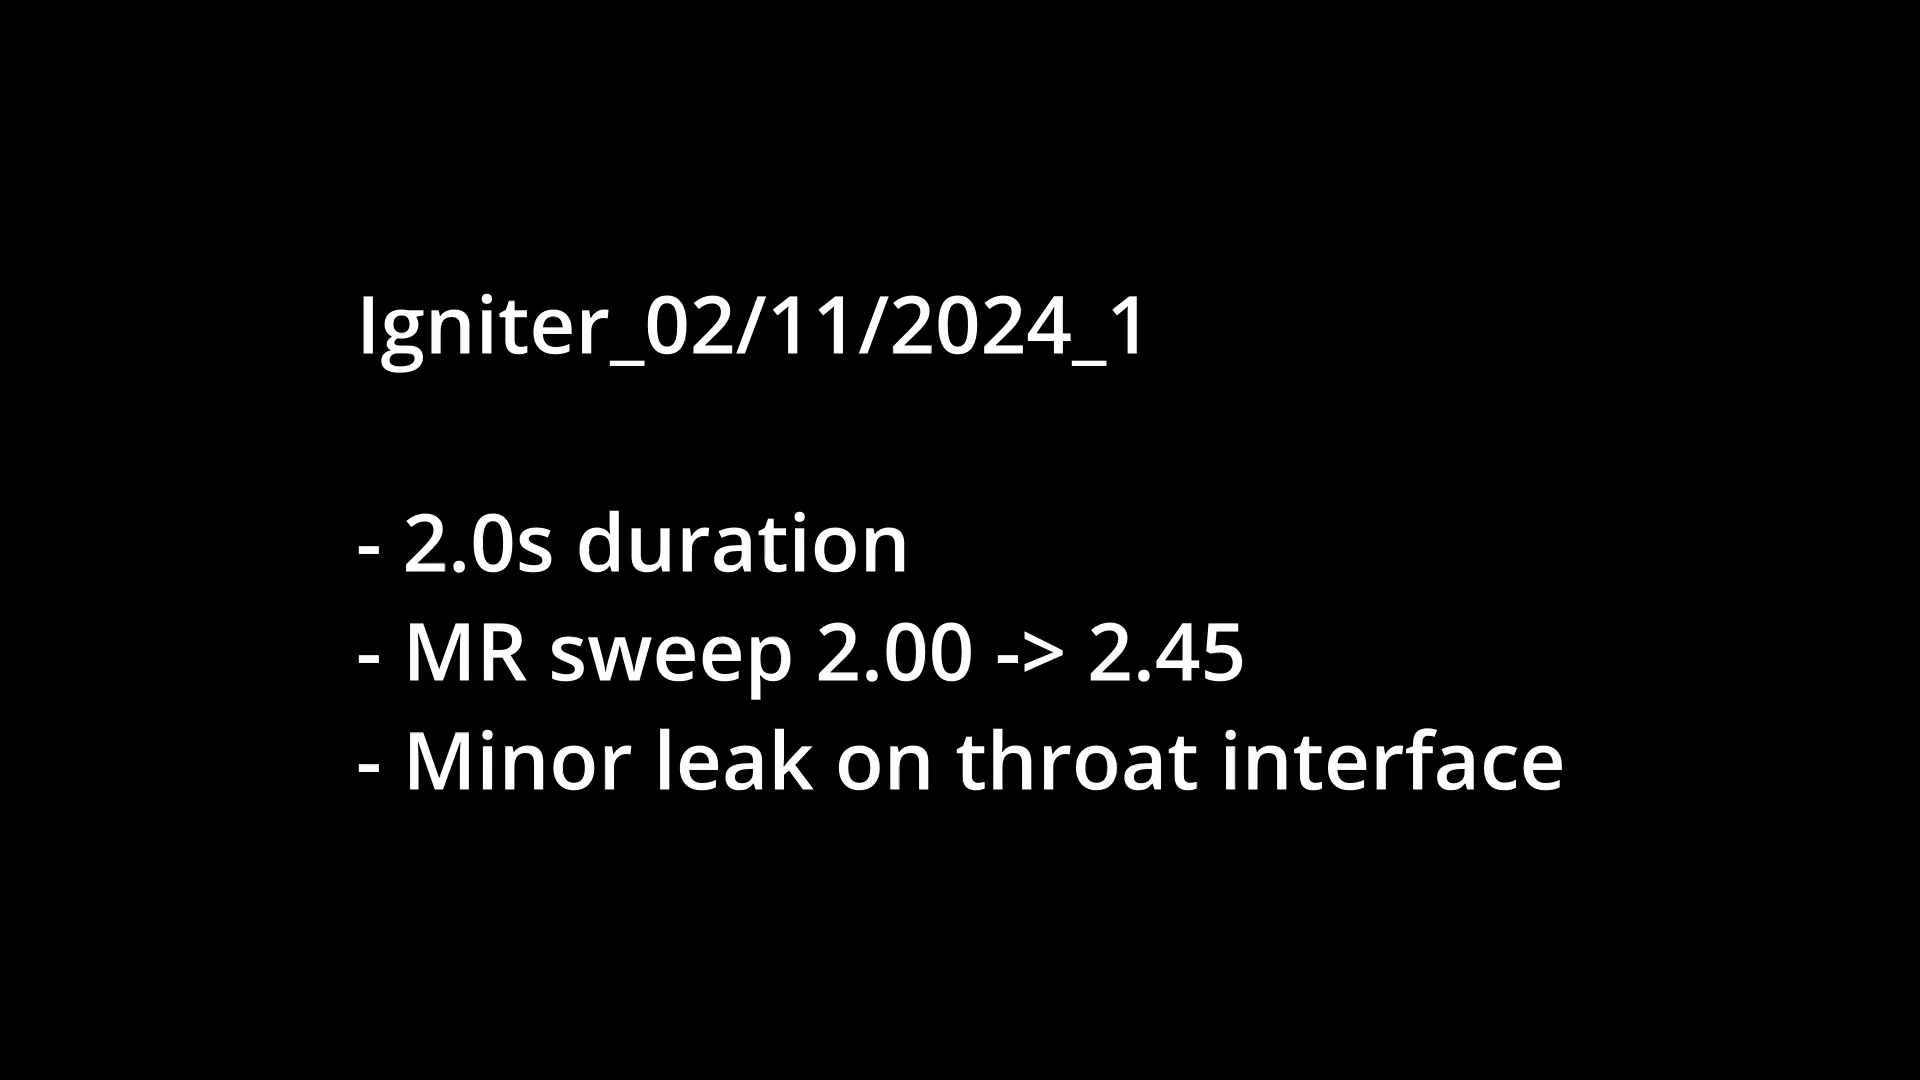 Igniter_02/11/2024_1
- 2.0s duration
- MR sweep 2.00 -> 2.45
- Minor leak on throat interface